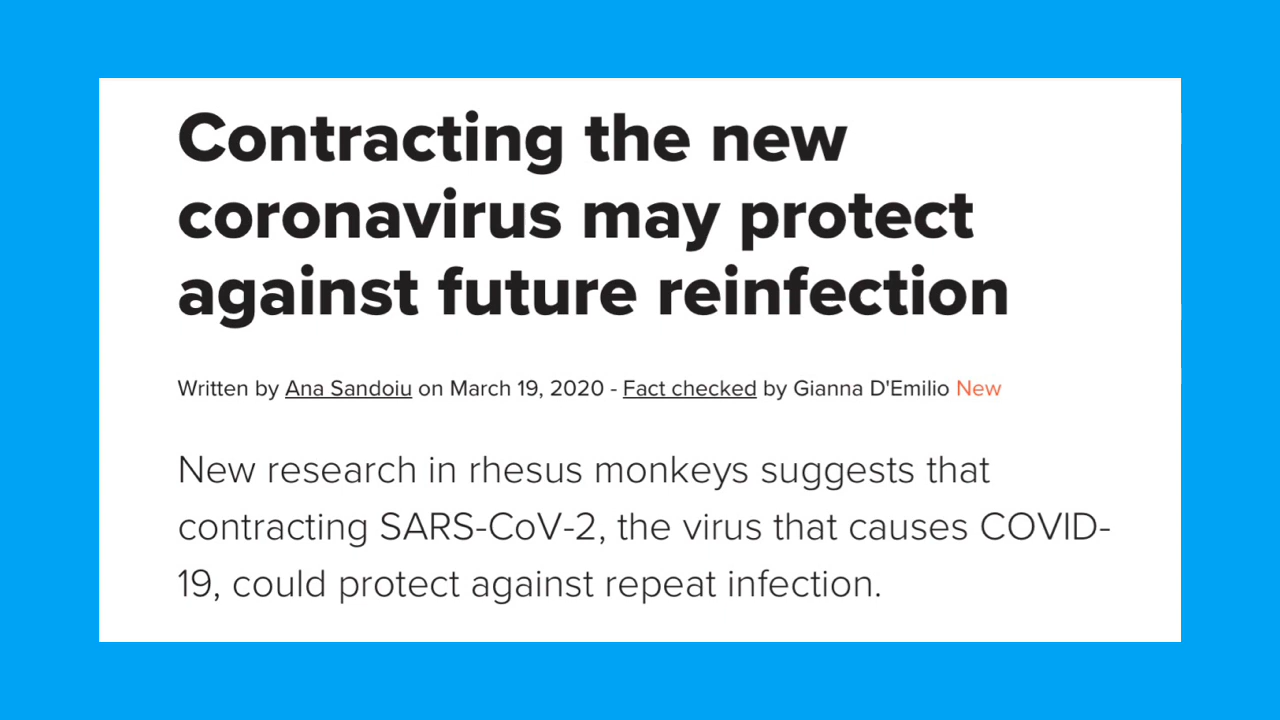 Contracting the new
coronavirus may protect
against future reinfection
Written by Ana Sandoiu on March 19, 2020 - Fact checked by Gianna D'Emilio New
New research in rhesus monkeys suggests that
contracting SARS-CoV-2, the virus that causes COVID-
19, could protect against repeat infection.